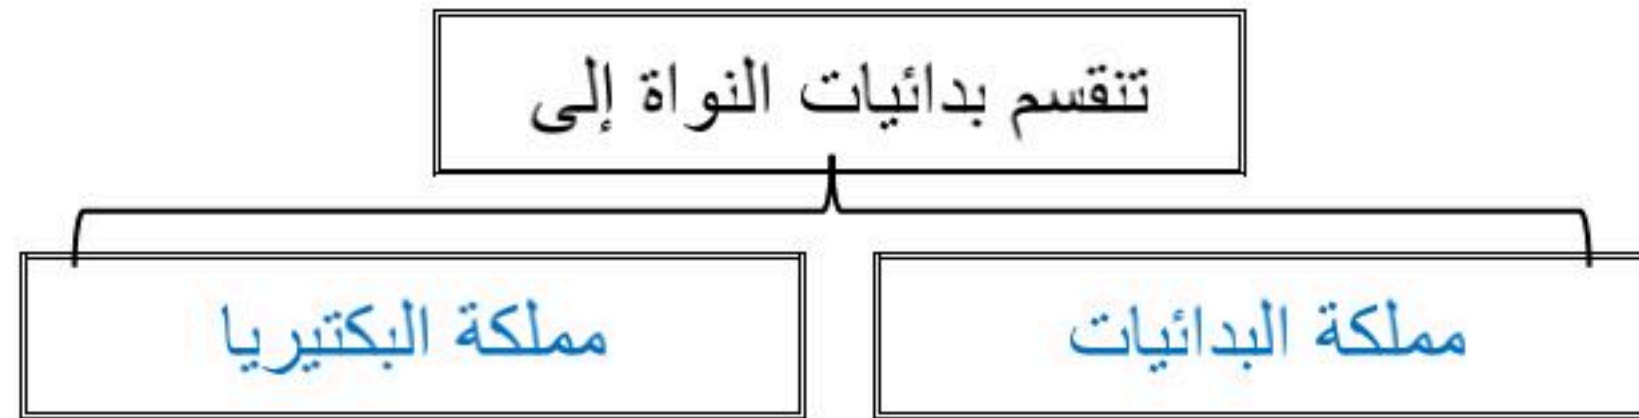 تنقسم بدائيات النواة إلى
مملكة البدائيات
مملكة البكتيريا